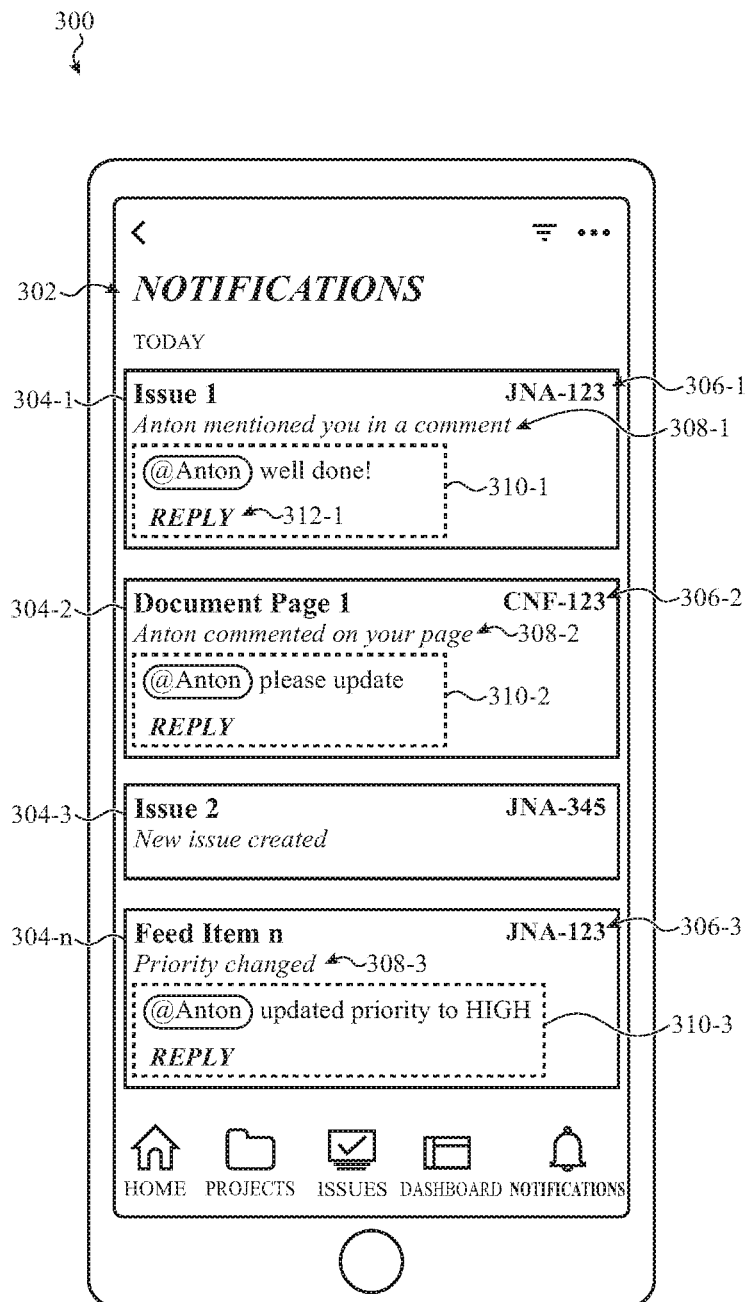 300
302 NOTIFICATIONS
TODAY
304-1 Issue 1 JNA-123 306-1
Anton mentioned you in a comment 308-1
@Anton well done! 310-1
REPLY 312-1
304-2 Document Page 1 CNF-123 306-2
Anton commented on your page 308-2
@Anton please update 310-2
REPLY
304-3 Issue 2 JNA-345
New issue created
304-n Feed Item n JNA-123 306-3
Priority changed 308-3
@Anton updated priority to HIGH 310-3
REPLY
HOME PROJECTS ISSUES DASHBOARD NOTIFICATIONS